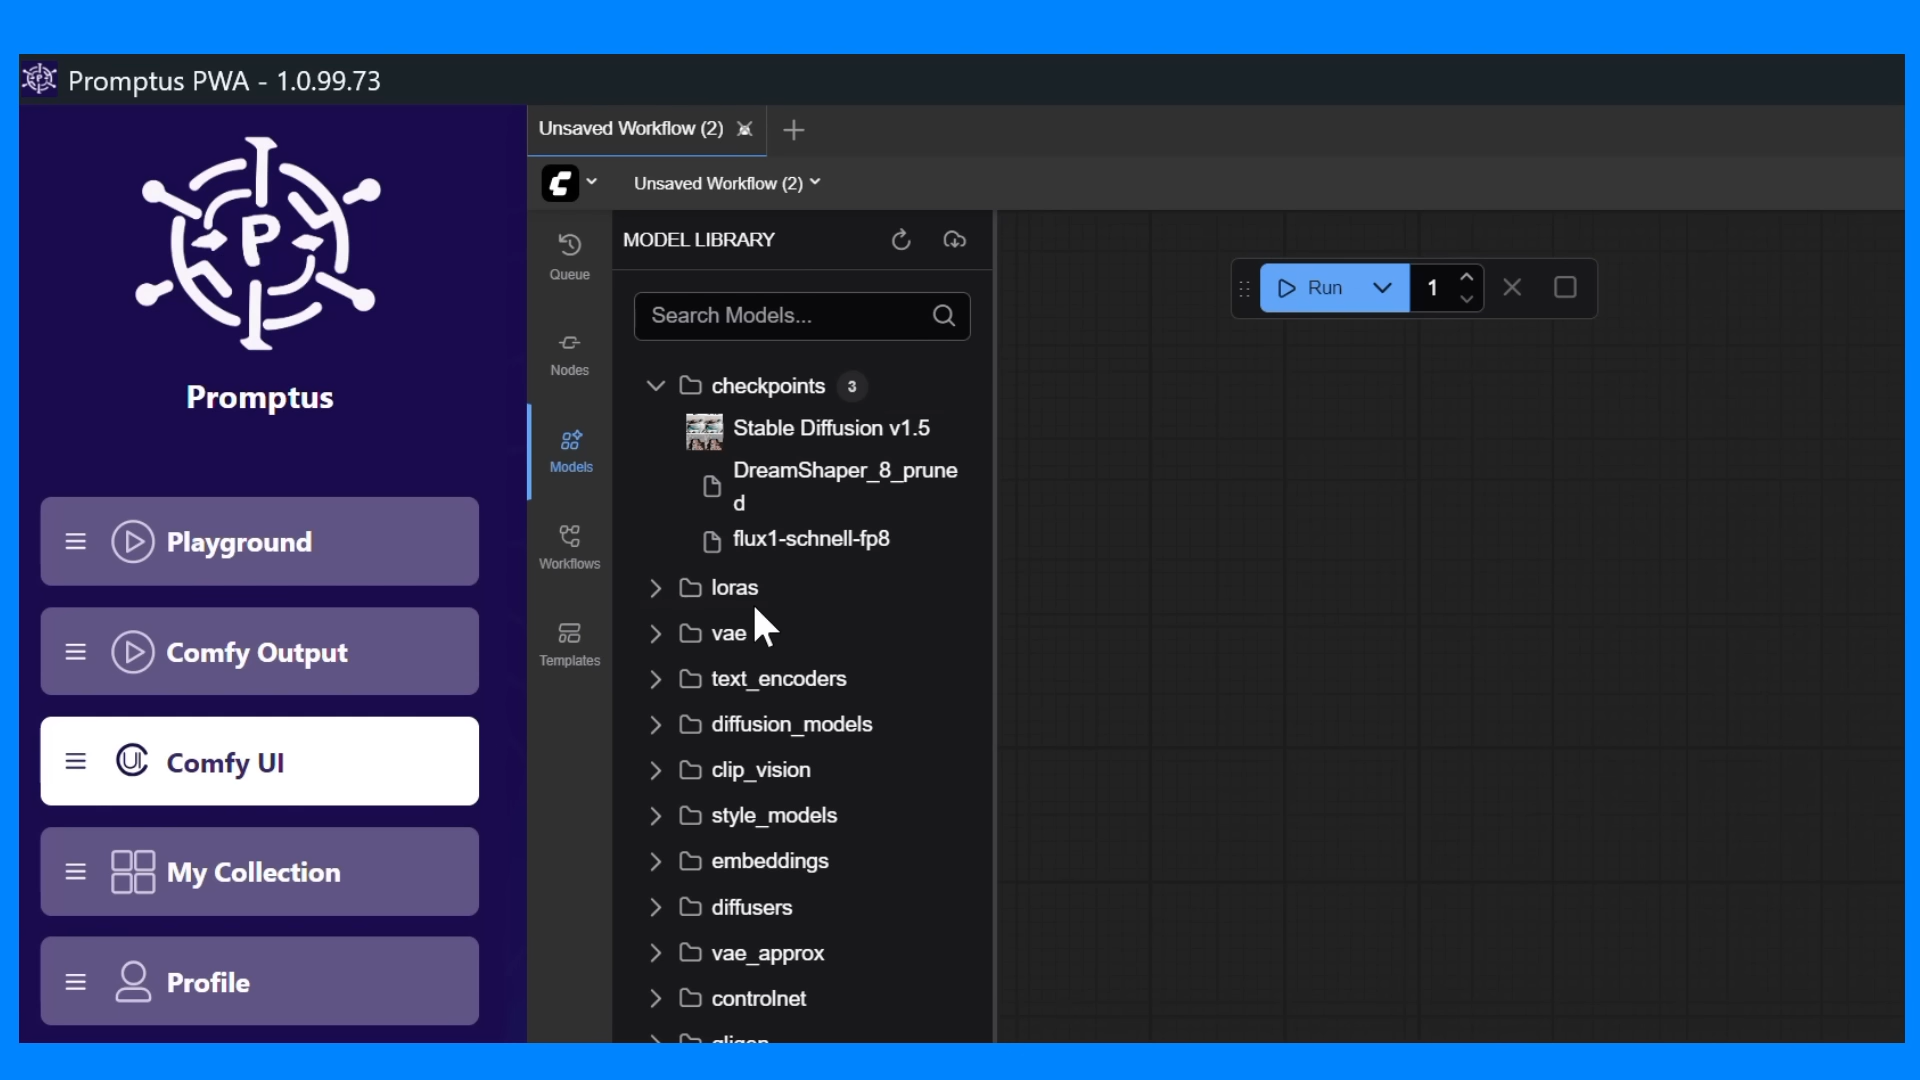 Promptus PWA - 1.0.99.73
P
Promptus
Playground
Comfy Output
UI
Comfy UI
My Collection
Profile
Unsaved Workflow (2)
Unsaved Workflow (2)
Queue
Nodes
Models
Workflows
Templates
MODEL LIBRARY
Search Models...
checkpoints 3
Stable Diffusion v1.5
DreamShaper_8_prune
d
flux1-schnell-fp8
loras
vae
text_encoders
diffusion_models
clip_vision
style_models
embeddings
diffusers
vae_approx
controlnet
gligen
Run 1